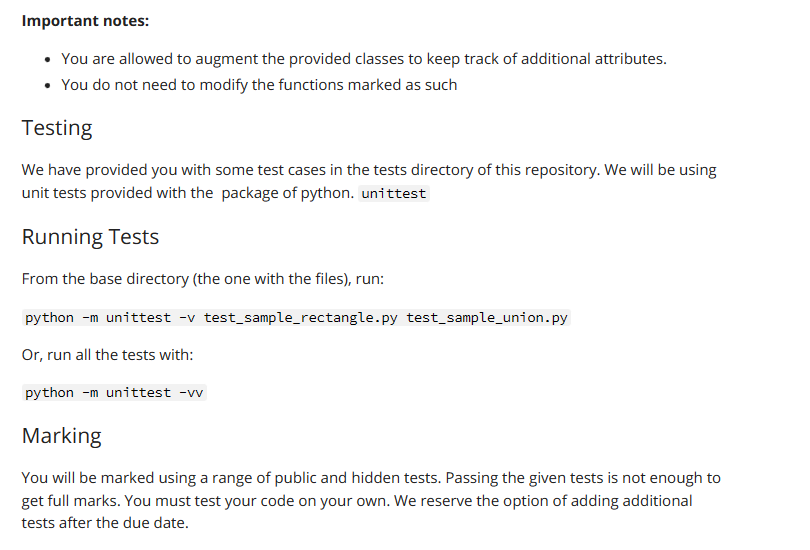 Important notes:
• You are allowed to augment the provided classes to keep track of additional attributes.
• You do not need to modify the functions marked as such
Testing
We have provided you with some test cases in the tests directory of this repository. We will be using
unit tests provided with the  package of python. unittest
Running Tests
From the base directory (the one with the files), run:
python -m unittest -v test_sample_rectangle.py test_sample_union.py
Or, run all the tests with:
python -m unittest -vv
Marking
You will be marked using a range of public and hidden tests. Passing the given tests is not enough to
get full marks. You must test your code on your own. We reserve the option of adding additional
tests after the due date.